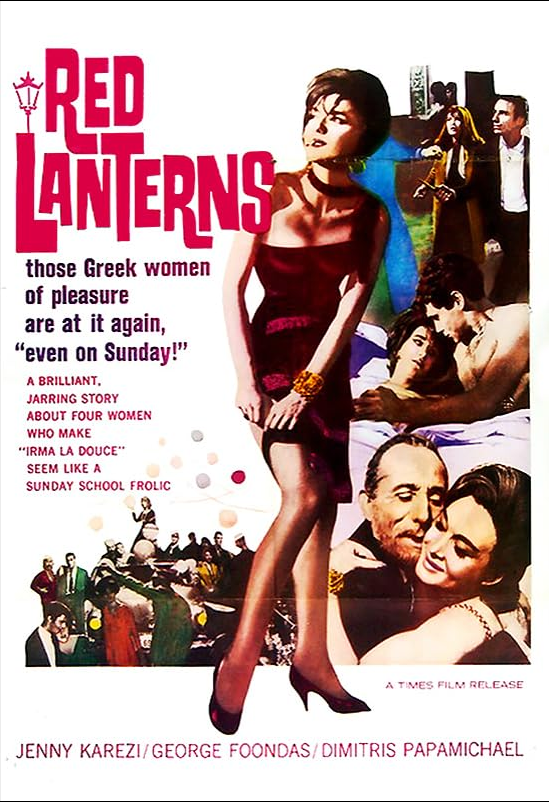 RED
LANTERNS
those Greek women
of pleasure
are at it again,
“even on Sunday!”
A BRILLIANT,
JARRING STORY
ABOUT FOUR WOMEN
WHO MAKE
“IRMA LA DOUCE”
SEEM LIKE A
SUNDAY SCHOOL FROLIC
A TIMES FILM RELEASE
JENNY KAREZI/GEORGE FOONDAS/DIMITRIS PAPAMICHAEL